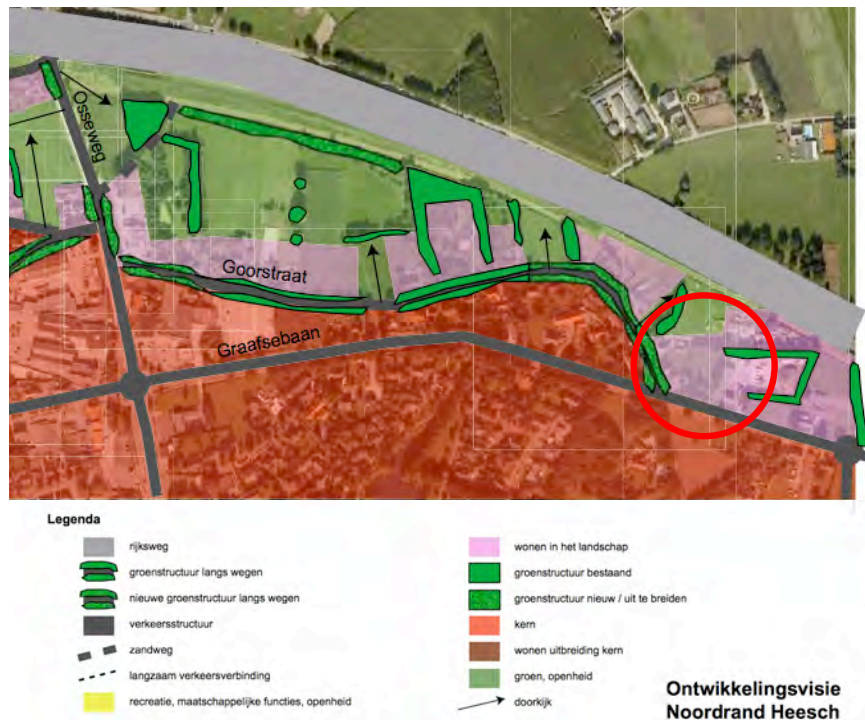 Osseweg
Goorstraat
Graafsebaan
Legenda
rijksweg
groenstructuur langs wegen
nieuwe groenstructuur langs wegen
verkeersstructuur
zandweg
langzaam verkeersverbinding
recreatie, maatschappelijke functies, openheid
wonen in het landschap
groenstructuur bestaand
groenstructuur nieuw / uit te breiden
kern
wonen uitbreiding kern
groen, openheid
doorkijk
Ontwikkelingsvisie
Noordrand Heesch